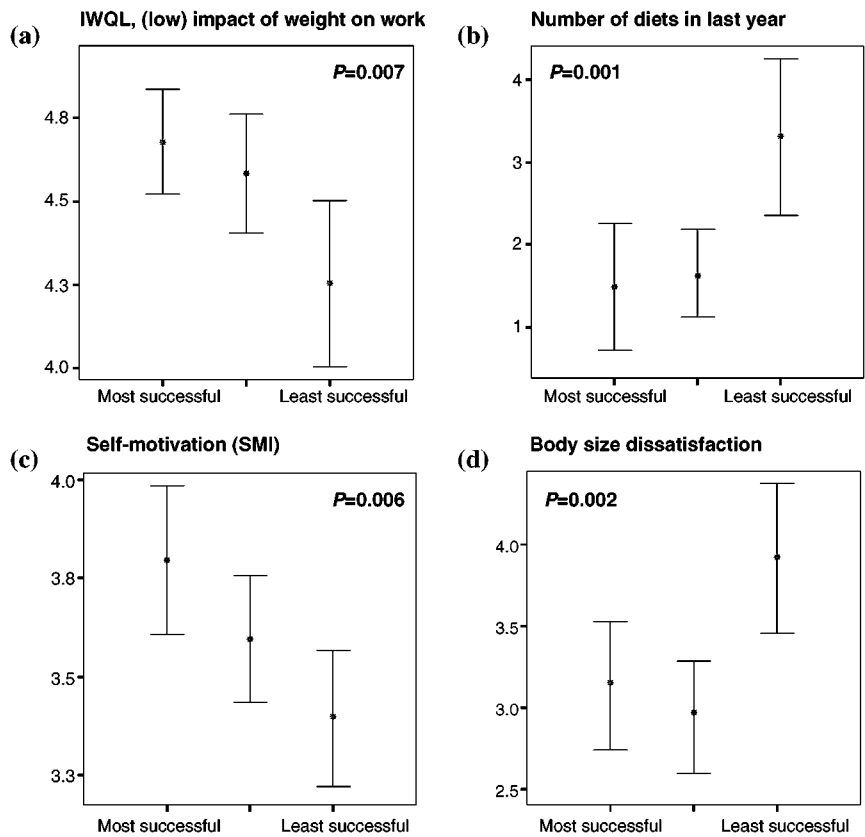 (a)
IWQL, (low) impact of weight on work
P=0.007
4.8
4.5
4.3
4.0
Most successful Least successful
(b)
Number of diets in last year
P=0.001
4
3
2
1
Most successful Least successful
(c)
Self-motivation (SMI)
P=0.006
4.0
3.8
3.5
3.3
Most successful Least successful
(d)
Body size dissatisfaction
P=0.002
4.0
3.5
3.0
2.5
Most successful Least successful